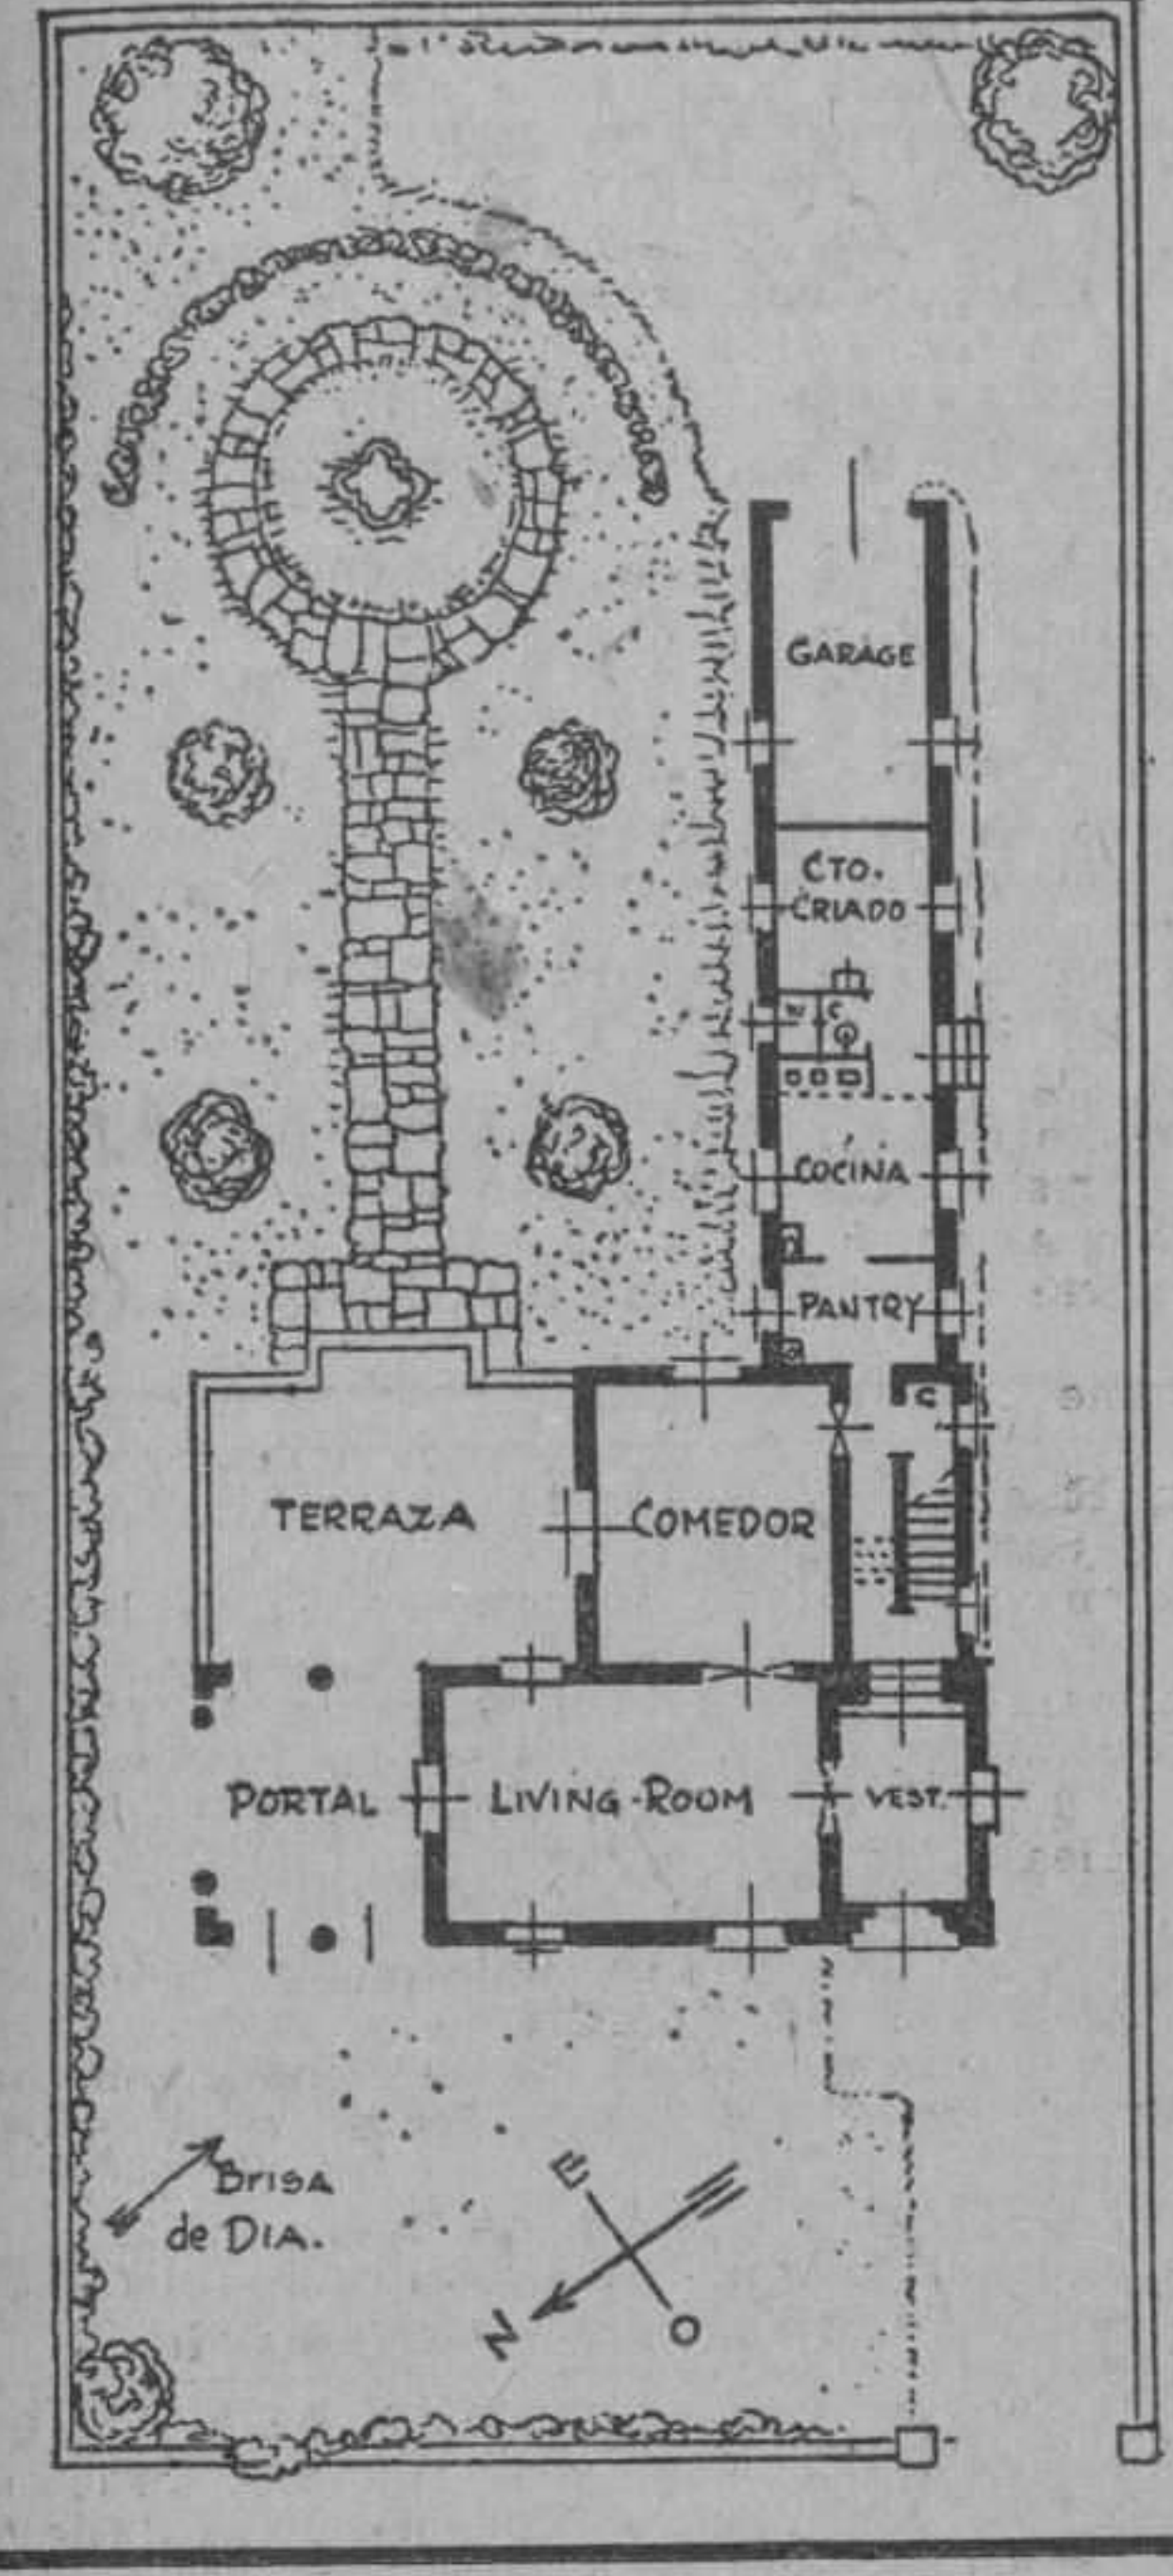 GARAGE
CTO.
CRIADO
W C
COCINA
PANTRY
C
TERRAZA
COMEDOR
PORTAL
LIVING-ROOM
VEST.
Brisa
de DIA.
E
N
O